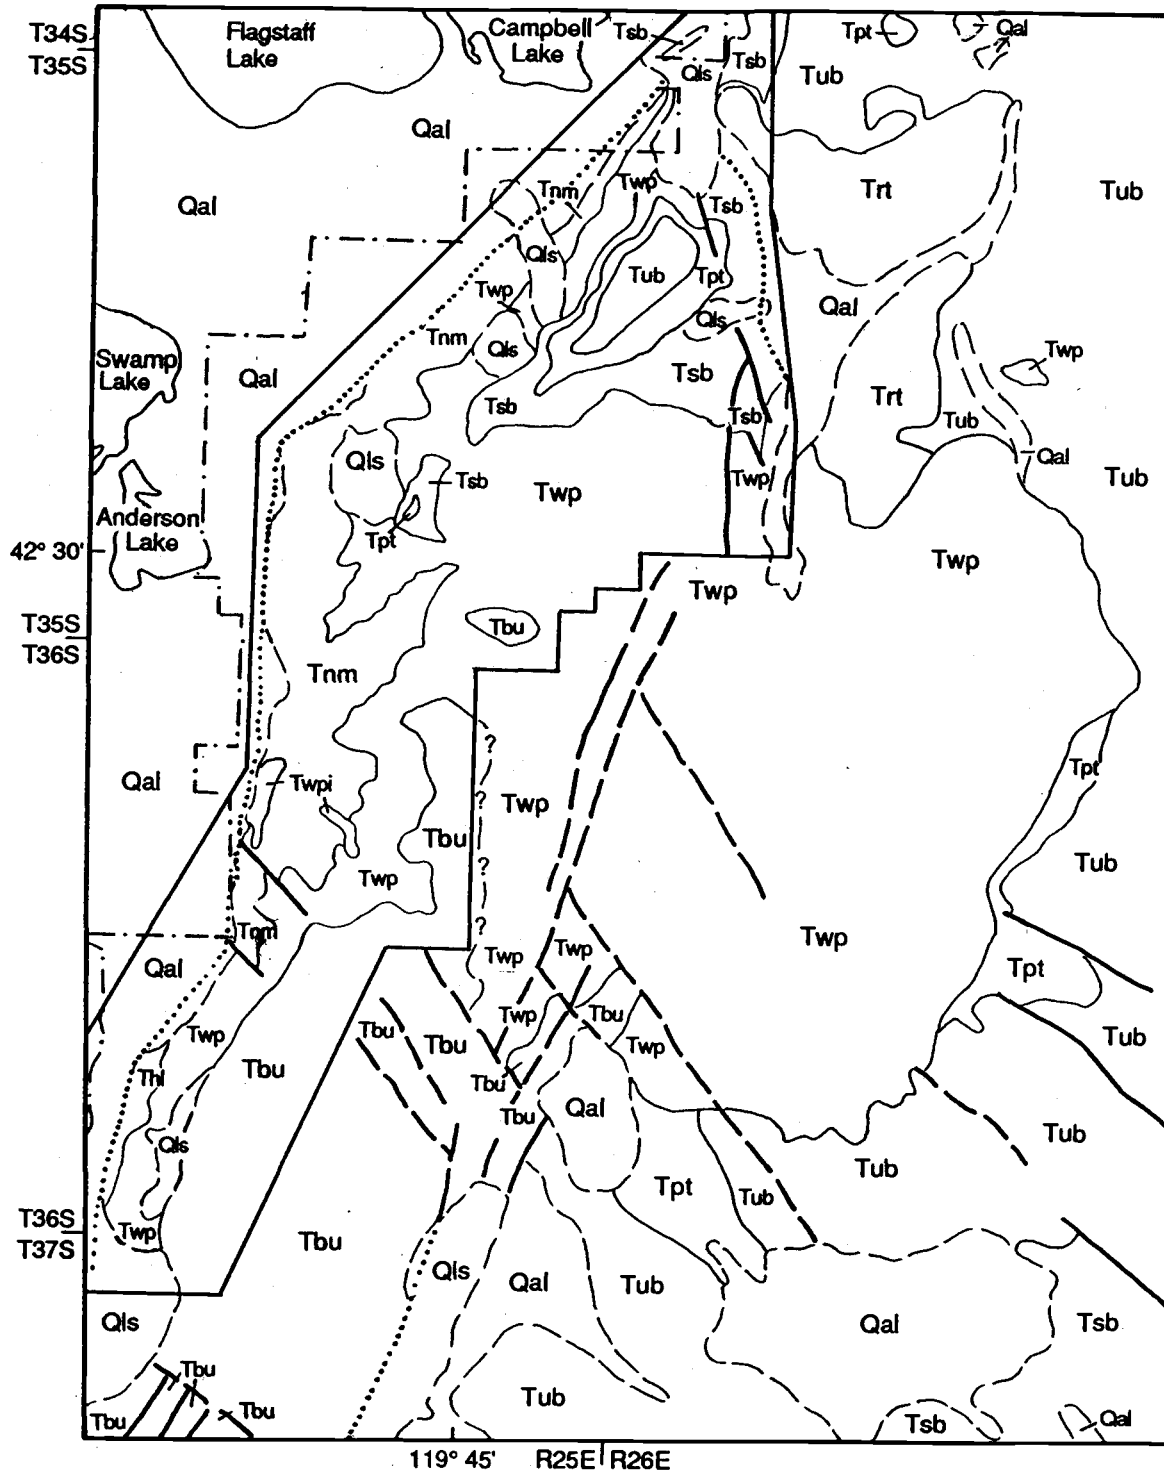 T34S
T35S
Flagstaff
Lake
Campbell
Lake
Tsb
Tpt
Qal
Qls
Tsb
Tub
Qal
Qal
Tnm
Twp
Tsb
Trt
Tub
Qls
Tub
Tpt
Twp
Qal
Tnm
Qls
Qls
Swamp
Lake
Qal
Tsb
Twp
Tsb
Tsb
Trt
Tub
Qls
Tsb
Twp
Twp
Qal
Tub
Anderson
Lake
Tpt
42° 30'
Twp
Twp
T35S
T36S
Tbu
Tnm
Qal
Twpi
Twp
Tpt
Tbu
Tub
Twp
Tnm
Twp
Qal
Twp
Twp
Tpt
Twp
Tbu
Twp
Tbu
Tbu
Twp
Tub
Thl
Tbu
Tbu
Tbu
Qal
Qls
Tub
Tub
Tpt
Tub
T36S
T37S
Twp
Tbu
Qls
Qal
Tub
Qls
Qal
Tsb
Tbu
Tub
Tbu
Tbu
Tsb
Qal
119° 45'
R25E
R26E
?
?
?
?